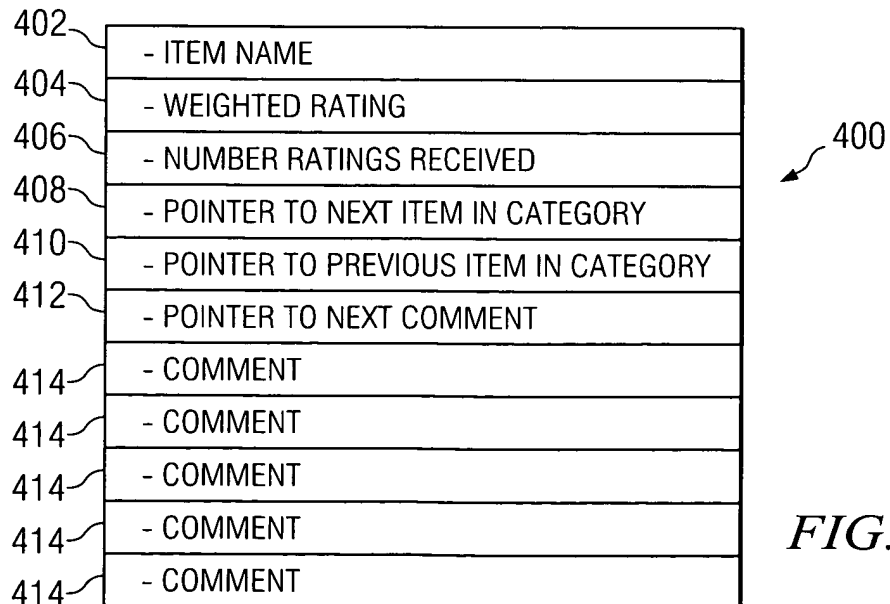 402 - ITEM NAME
404 - WEIGHTED RATING
406 - NUMBER RATINGS RECEIVED
400
408 - POINTER TO NEXT ITEM IN CATEGORY
410 - POINTER TO PREVIOUS ITEM IN CATEGORY
412 - POINTER TO NEXT COMMENT
414 - COMMENT
414 - COMMENT
414 - COMMENT
414 - COMMENT
414 - COMMENT
FIG.